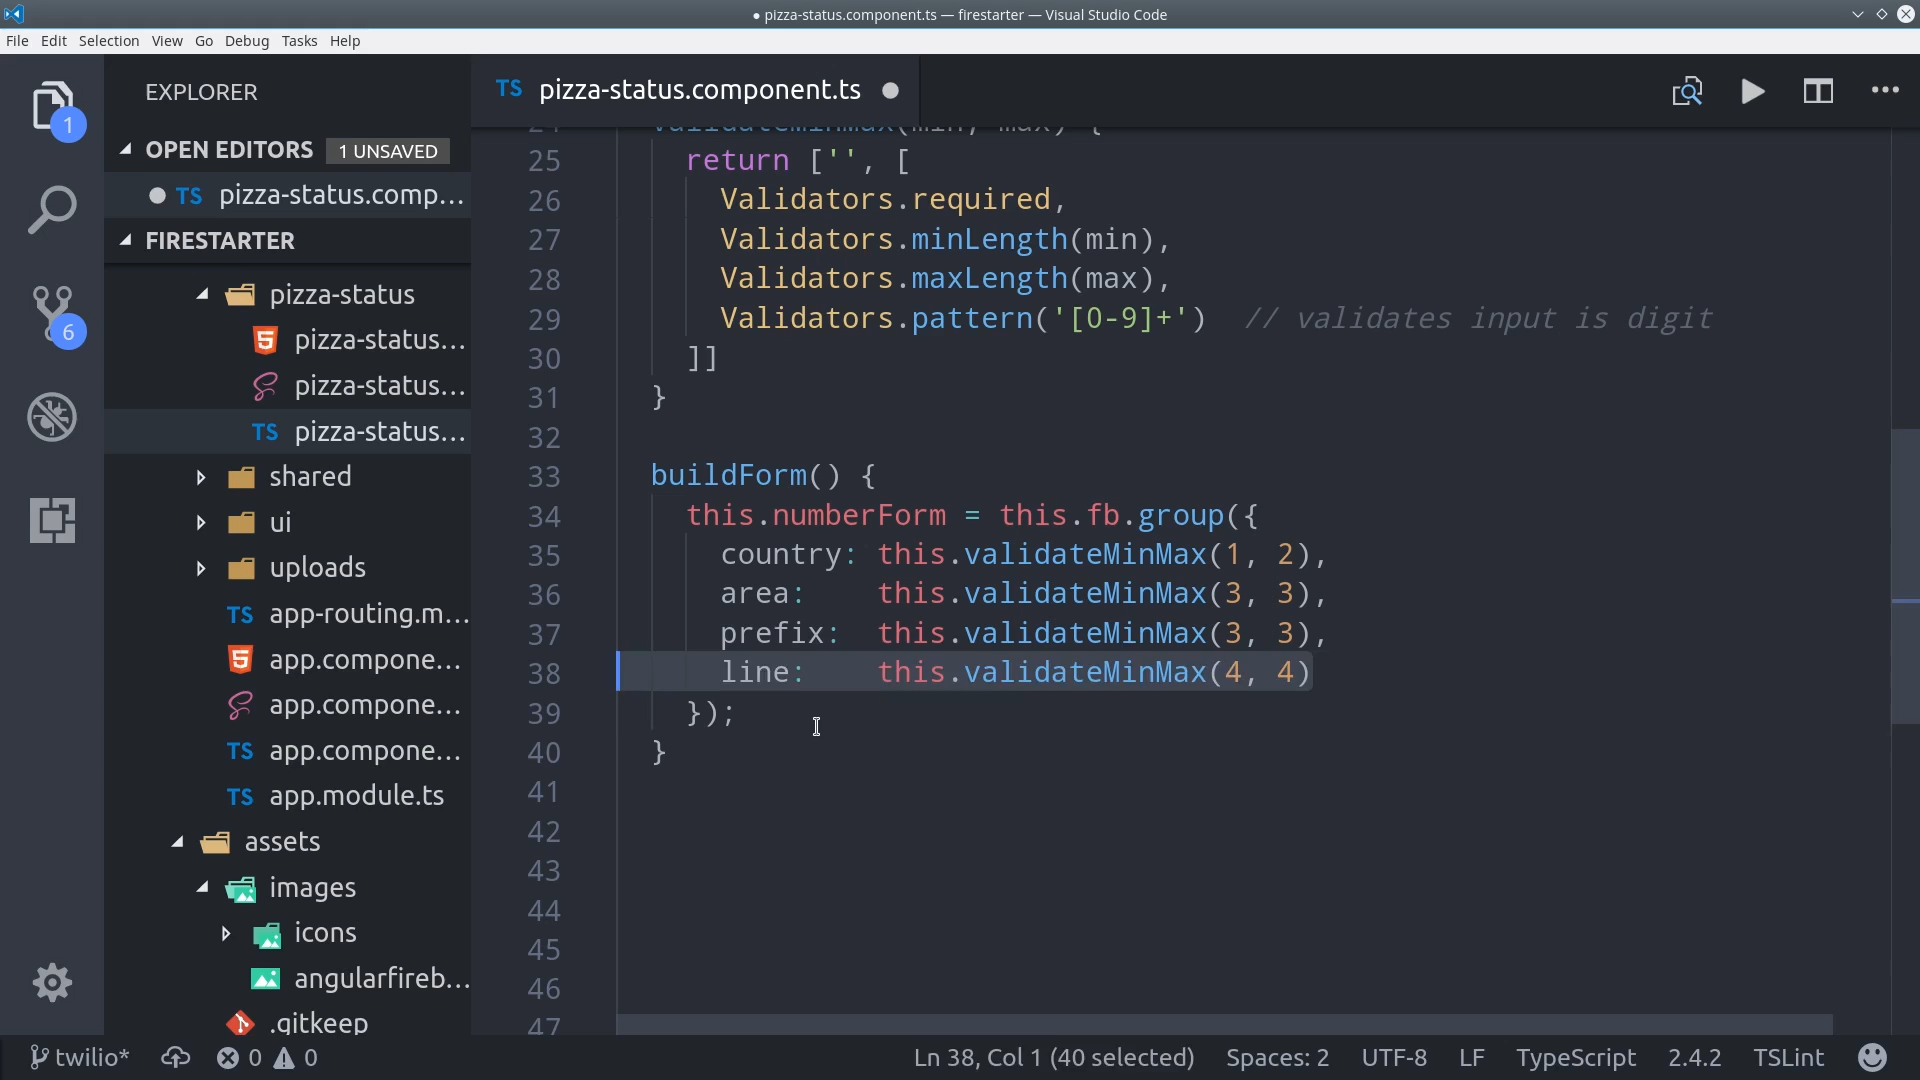 ● pizza-status.component.ts — firestarter — Visual Studio Code
File Edit Selection View Go Debug Tasks Help
1
6
EXPLORER
OPEN EDITORS 1 UNSAVED
TS pizza-status.comp...
FIRESTARTER
pizza-status
5 pizza-status...
pizza-status...
TS pizza-status...
shared
ui
uploads
TS app-routing.m...
5 app.compone...
app.compone...
TS app.compone...
TS app.module.ts
assets
images
icons
angularfireb...
.gitkeep
TS pizza-status.component.ts ●
24 validateMinMax(min, max) {
25 return ['', [
26 Validators.required,
27 Validators.minLength(min),
28 Validators.maxLength(max),
29 Validators.pattern('[0-9]+') // validates input is digit
30 ]]
31 }
32
33 buildForm() {
34 this.numberForm = this.fb.group({
35 country: this.validateMinMax(1, 2),
36 area: this.validateMinMax(3, 3),
37 prefix: this.validateMinMax(3, 3),
38 line: this.validateMinMax(4, 4)
39 });
40 }
41
42
43
44
45
46
47
twilio* 0 0 Ln 38, Col 1 (40 selected) Spaces: 2 UTF-8 LF TypeScript 2.4.2 TSLint